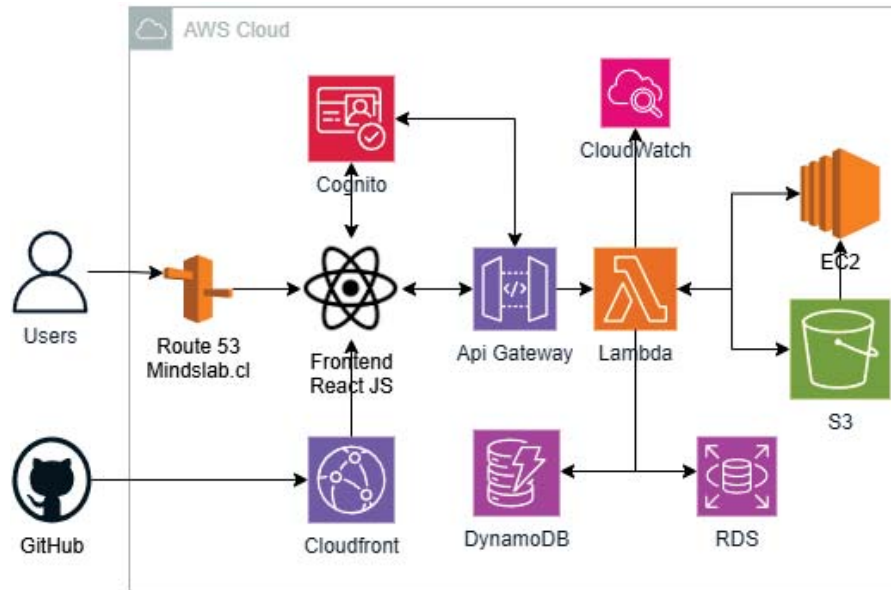 AWS Cloud
CloudWatch
Cognito
EC2
Users
Route 53
Mindslab.cl
Frontend
React JS
Api Gateway
Lambda
S3
GitHub
Cloudfront
DynamoDB
RDS